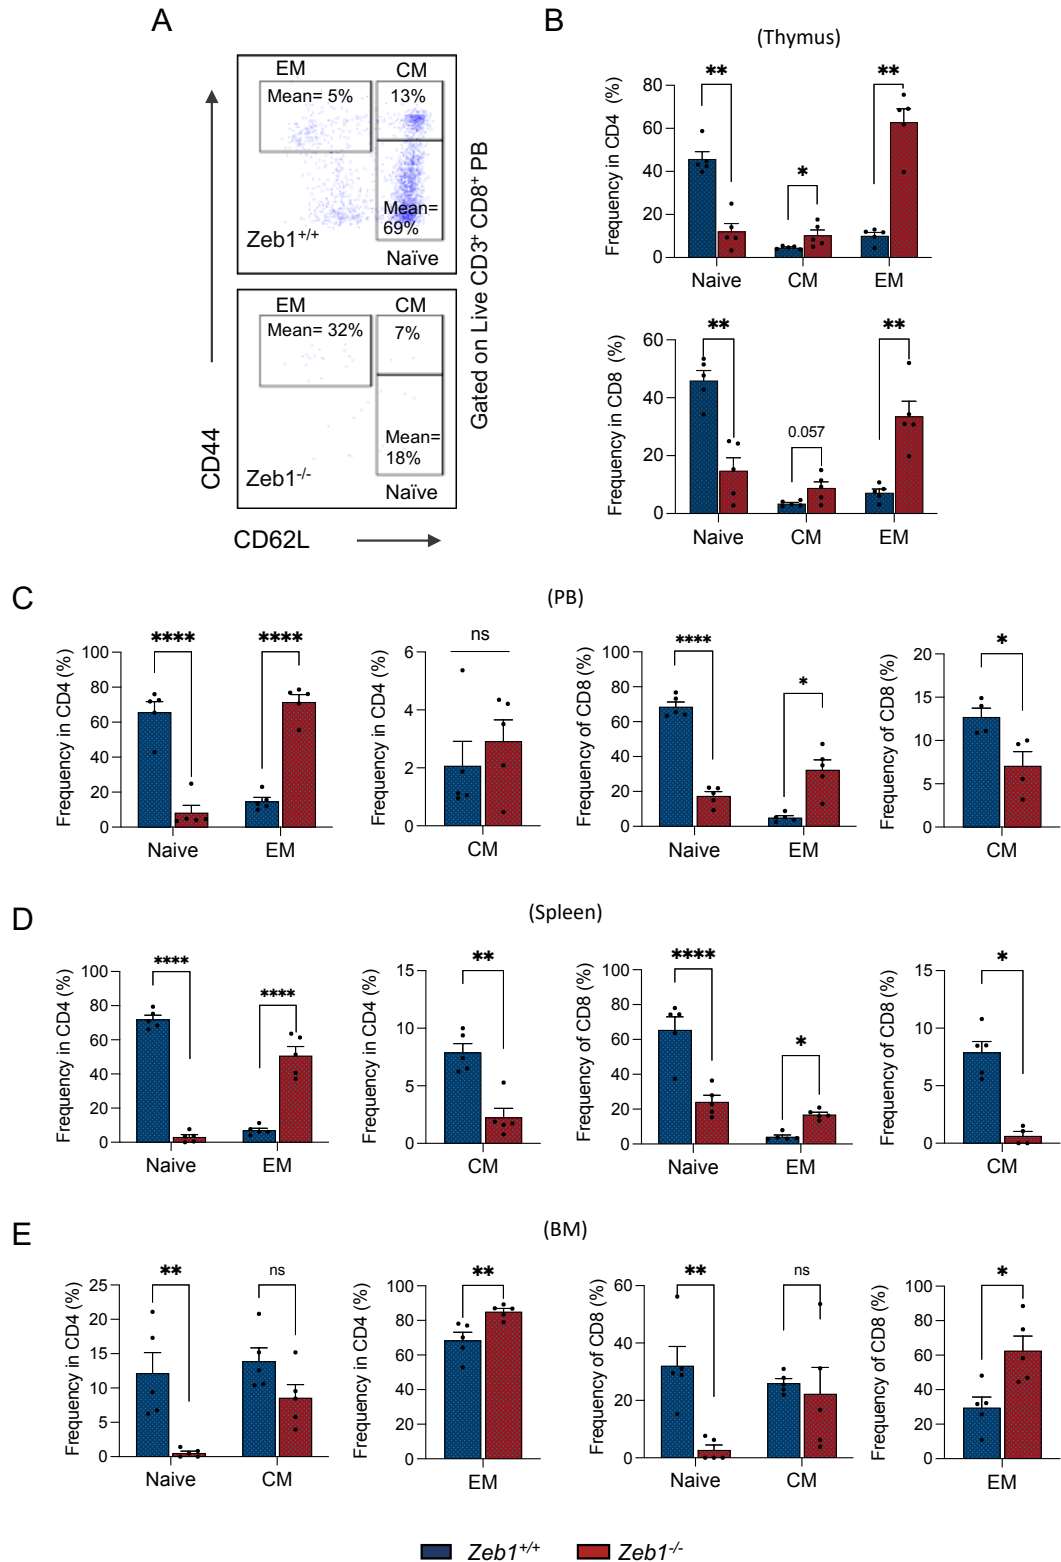 A
EM
CM
Mean= 5%
13%
Mean=
69%
Zeb1+/+
Naïve
EM
CM
Mean= 32%
7%
Mean=
18%
Zeb1-/-
Naïve
CD44
CD62L
Gated on Live CD3+ CD8+ PB
B
(Thymus)
Frequency in CD4 (%)
80
60
40
20
0
** * **
Naive CM EM
Frequency in CD8 (%)
60
40
20
0
** 0.057 **
Naive CM EM
C
(PB)
Frequency in CD4 (%)
100
80
60
40
20
0
**** ****
Naive EM
Frequency in CD4 (%)
6
4
2
0
ns
CM
Frequency of CD8 (%)
100
80
60
40
20
0
**** *
Naive EM
Frequency of CD8 (%)
20
15
10
5
0
*
CM
D
(Spleen)
Frequency in CD4 (%)
100
80
60
40
20
0
**** ****
Naive EM
Frequency in CD4 (%)
15
10
5
0
**
CM
Frequency of CD8 (%)
100
80
60
40
20
0
**** *
Naive EM
Frequency of CD8 (%)
15
10
5
0
*
CM
E
(BM)
Frequency in CD4 (%)
25
20
15
10
5
0
** ns
Naive CM
Frequency in CD4 (%)
100
80
60
40
20
0
**
EM
Frequency of CD8 (%)
60
40
20
0
** ns
Naive CM
Frequency of CD8 (%)
100
80
60
40
20
0
*
EM
Zeb1+/+ Zeb1-/-